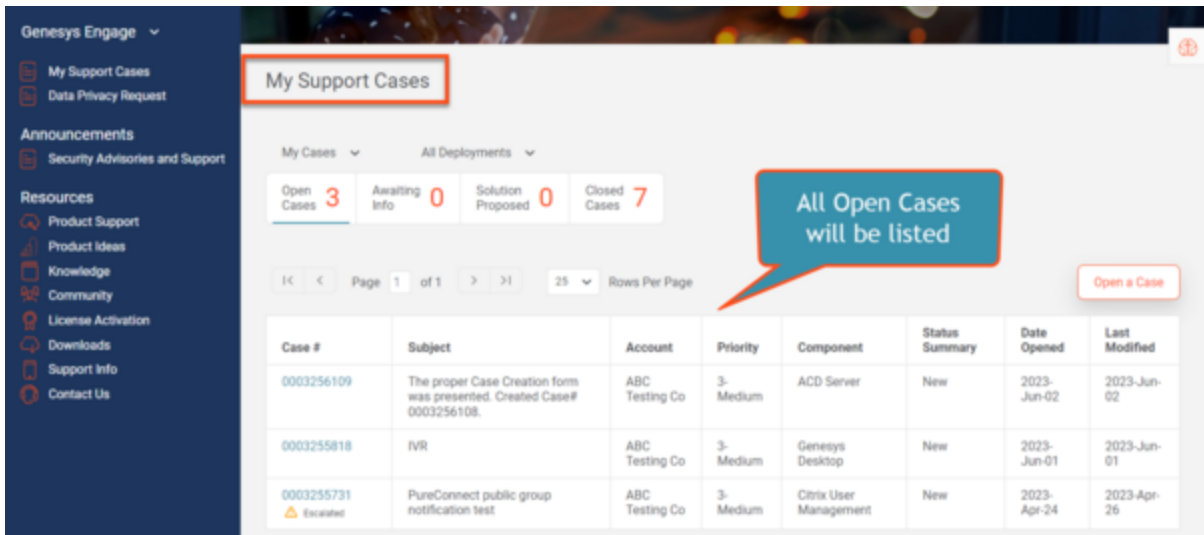 Genesys Engage
My Support Cases
Data Privacy Request
Announcements
Security Advisories and Support
Resources
Product Support
Product Ideas
Knowledge
Community
License Activation
Downloads
Support Info
Contact Us
My Support Cases
My Cases All Deployments
Open Cases 3 Awaiting Info 0 Solution Proposed 0 Closed Cases 7
All Open Cases
will be listed
Page 1 of 1 25 Rows Per Page
Open a Case
Case # Subject Account Priority Component Status Summary Date Opened Last Modified
0003256109 The proper Case Creation form was presented. Created Case# 0003256108. ABC Testing Co 3-Medium ACD Server New 2023-Jun-02 2023-Jun-02
0003255818 IVR ABC Testing Co 3-Medium Genesys Desktop New 2023-Jun-01 2023-Jun-01
0003255731 Escalated PureConnect public group notification test ABC Testing Co 3-Medium Citrix User Management New 2023-Apr-24 2023-Apr-26